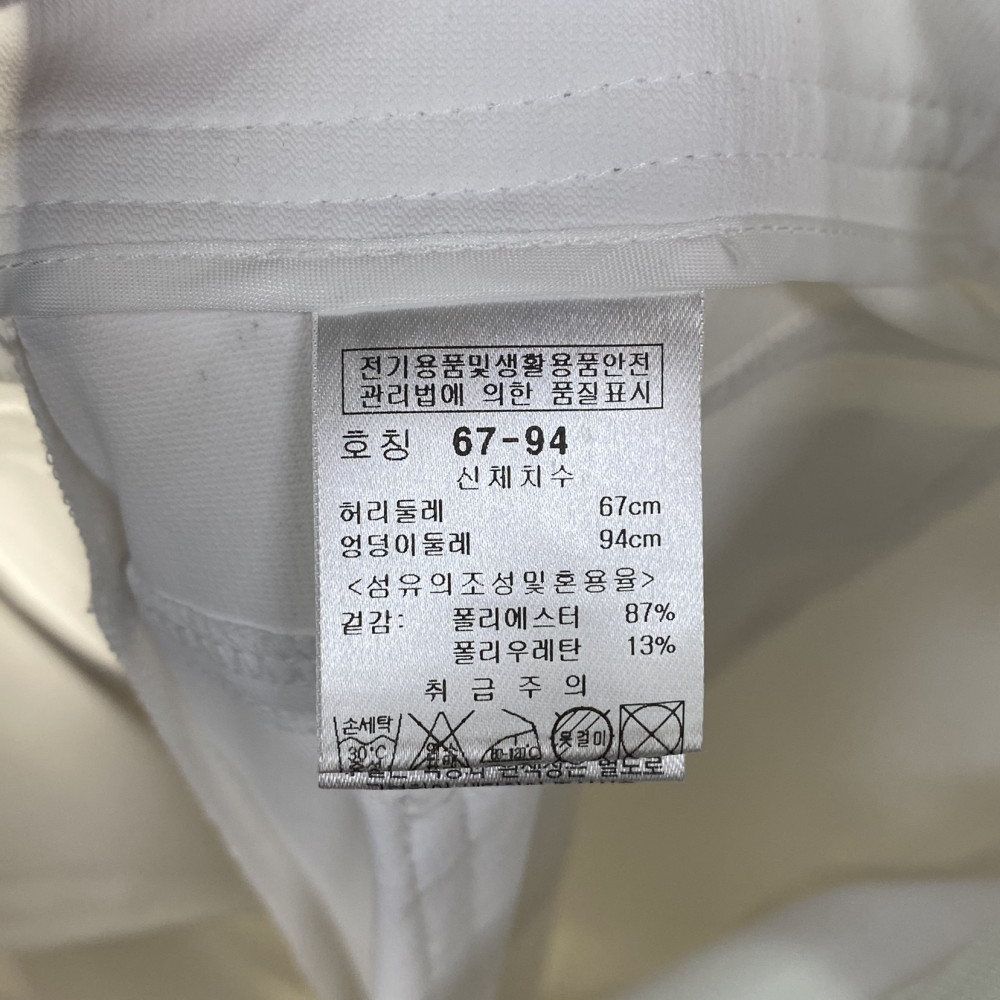 전기용품및생활용품안전
관리법에 의한 품질표시
호칭 67-94
신체치수
허리둘레 67cm
엉덩이둘레 94cm
<섬유의조성및혼용율>
겉감: 폴리에스터 87%
폴리우레탄 13%
취급주의
손세탁 옷걸이
30°C